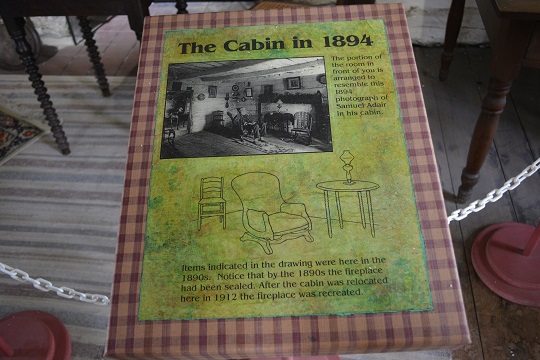 The Cabin in 1894
The portion of
the room in
front of you is
arranged to
resemble this
1894
photograph of
Samuel Adair
in his cabin.
Items indicated in the drawing were here in the
1890s. Notice that by the 1890s the fireplace
had been sealed. After the cabin was relocated
here in 1912 the fireplace was recreated.